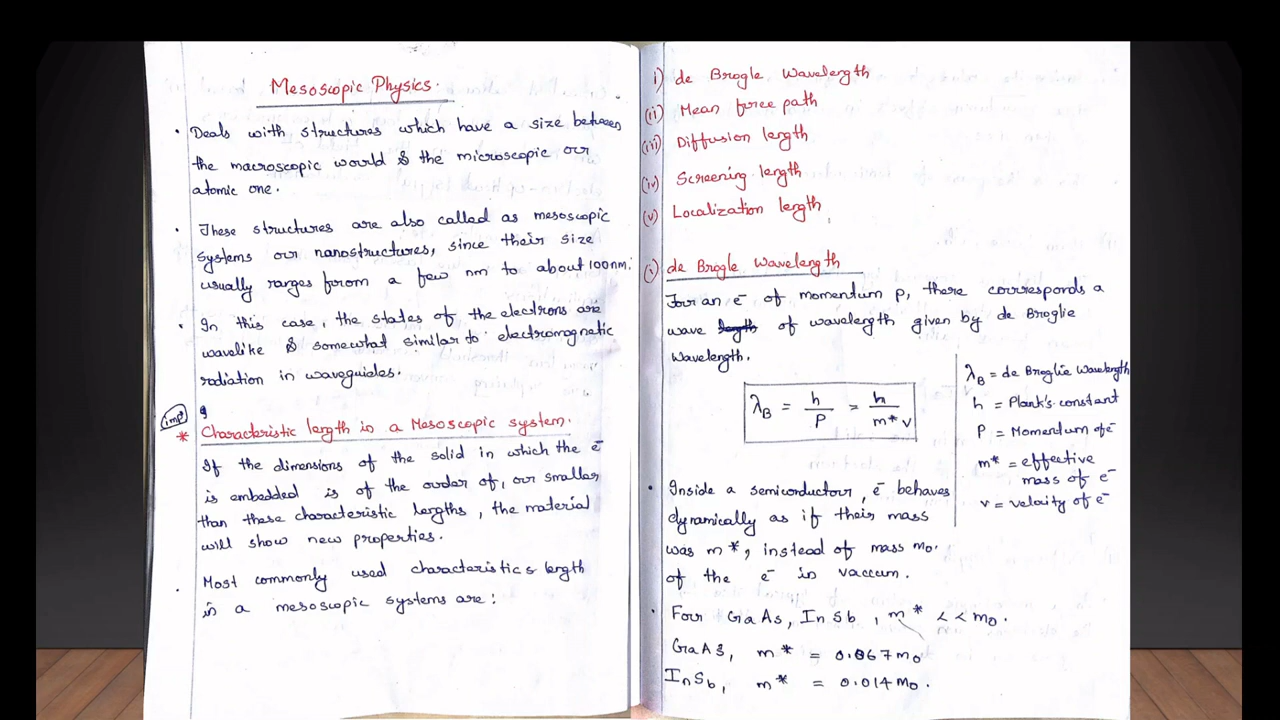 Mesoscopic Physics.
• Deals with structures which have a size between
the macroscopic world & the microscopic or
atomic one.
• These structures are also called as mesoscopic
systems or nanostructures, since their size
usually ranges from a few nm to about 100nm.
• In this case, the states of the electrons are
wavelike & somewhat similar to electromagnetic
radiation in waveguides.
imp
* Characteristic length in a Mesoscopic system.
If the dimensions of the solid in which the e⁻
is embedded is of the order of, or smaller
than these characteristic lengths, the material
will show new properties.
• Most commonly used characteristics length
in a mesoscopic systems are:
i) de Brogle Wavelength
(ii) Mean free path
(iii) Diffusion length
(iv) Screening length
(v) Localization length
(i) de Brogle Wavelength
For an e⁻ of momentum p, there corresponds a
wave length of wavelength given by de Broglie
Wavelength.
λB = h/P = h/m* v
λB = de Broglie Wavelength
h = Plank's constant
P = Momentum of e⁻
m* = effective
mass of e⁻
v = velocity of e⁻
• Inside a semiconductor, e⁻ behaves
dynamically as if their mass
was m*, instead of mass m₀.
of the e⁻ in vaccum.
• For GaAs, InSb, m* << m₀.
GaAs, m* = 0.067 m₀
InSb, m* = 0.014 m₀.